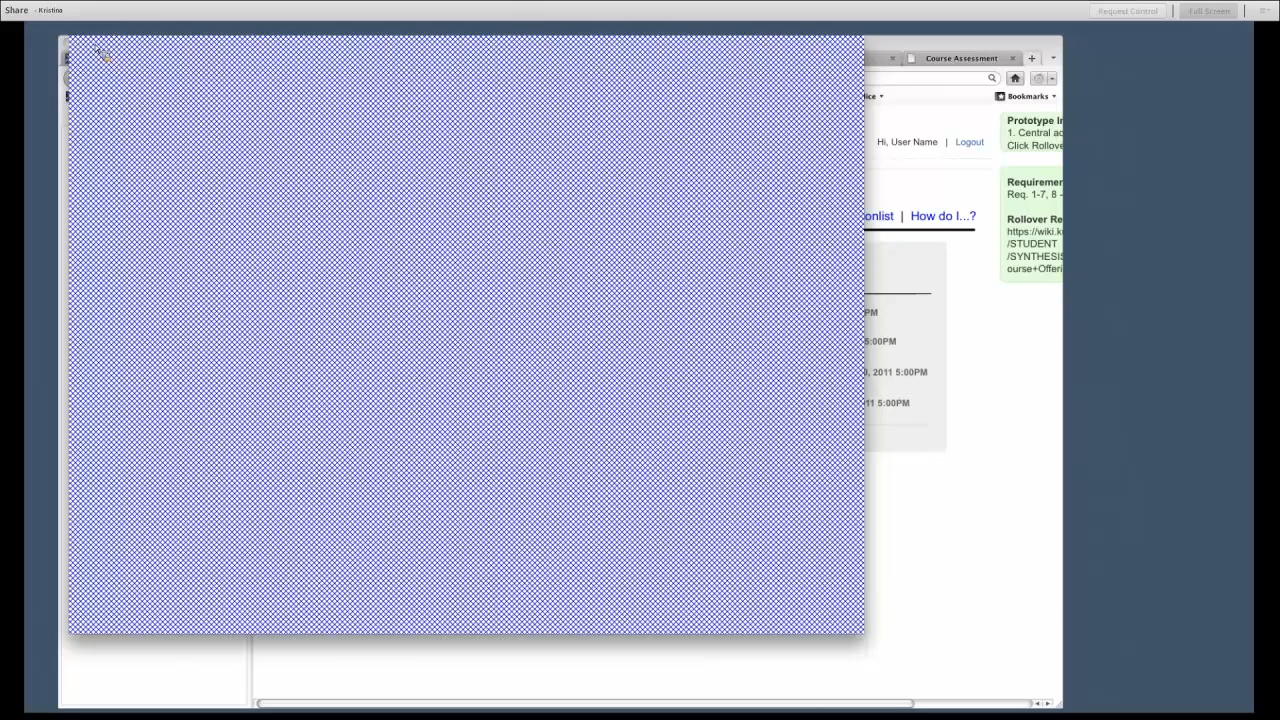 Share - Kristina
Request Control
Full Screen
Course Assessment
Bookmarks
Hi, User Name | Logout
| How do I...?
PM
5:00PM
, 2011 5:00PM
11 5:00PM
Prototype
1. Central
Click Rollove
Requiremen
Req. 1-7, 8 -
Rollover Re
https://wiki.k
/STUDENT
/SYNTHESIS
ourse+Offeri